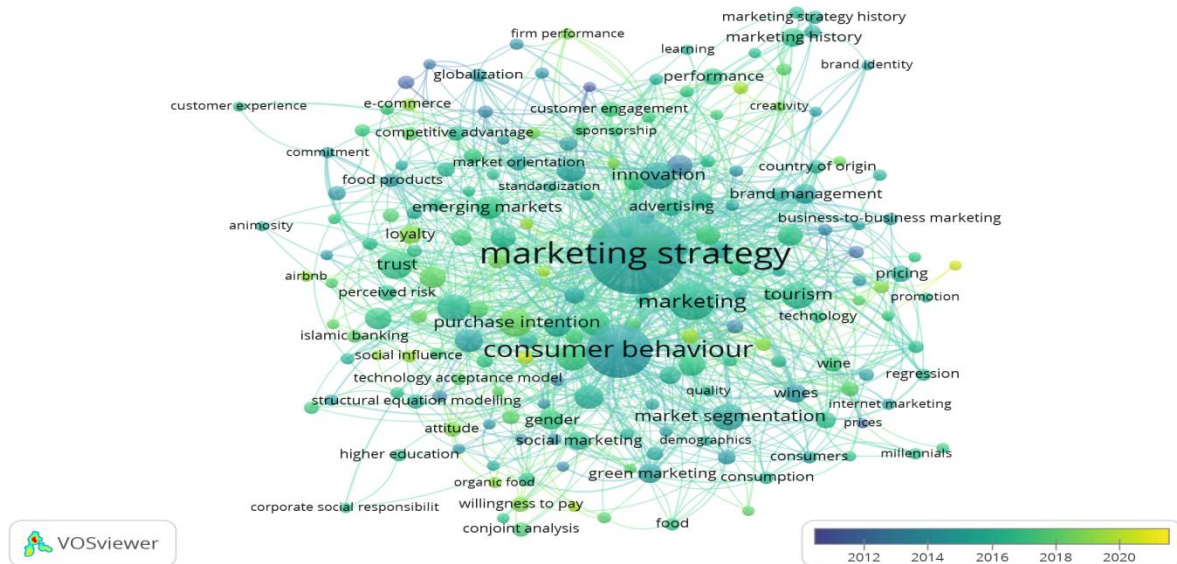 marketing strategy history
firm performance
marketing history
learning
brand identity
globalization
performance
customer experience
e-commerce
customer engagement
creativity
competitive advantage
sponsorship
commitment
market orientation
country of origin
food products
innovation
standardization
brand management
emerging markets
advertising
business-to-business marketing
animosity
loyalty
marketing strategy
trust
airbnb
pricing
perceived risk
marketing
tourism
promotion
technology
islamic banking
purchase intention
social influence
consumer behaviour
wine
regression
technology acceptance model
quality
structural equation modelling
wines
internet marketing
gender
market segmentation
prices
attitude
social marketing
demographics
higher education
consumers
millennials
green marketing
consumption
organic food
corporate social responsibilit
willingness to pay
conjoint analysis
food
VOSviewer
2012 2014 2016 2018 2020